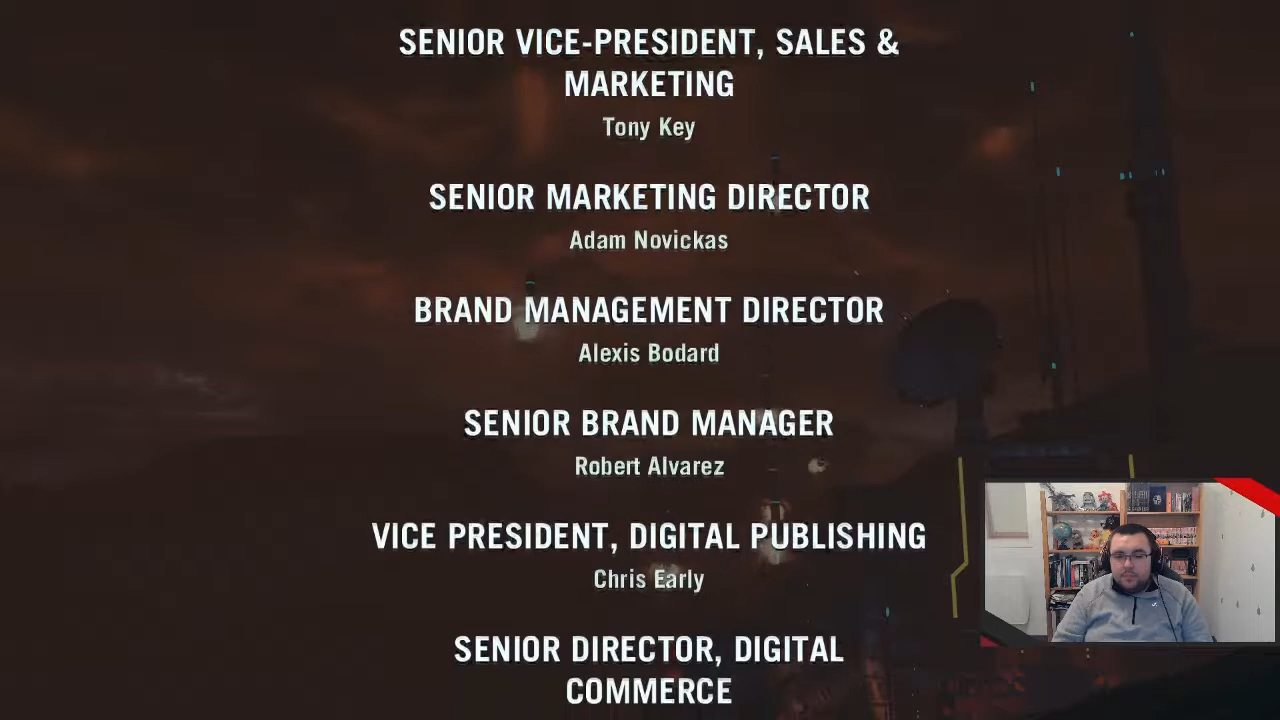 SENIOR VICE-PRESIDENT, SALES &
MARKETING
Tony Key
SENIOR MARKETING DIRECTOR
Adam Novickas
BRAND MANAGEMENT DIRECTOR
Alexis Bodard
SENIOR BRAND MANAGER
Robert Alvarez
VICE PRESIDENT, DIGITAL PUBLISHING
Chris Early
SENIOR DIRECTOR, DIGITAL
COMMERCE